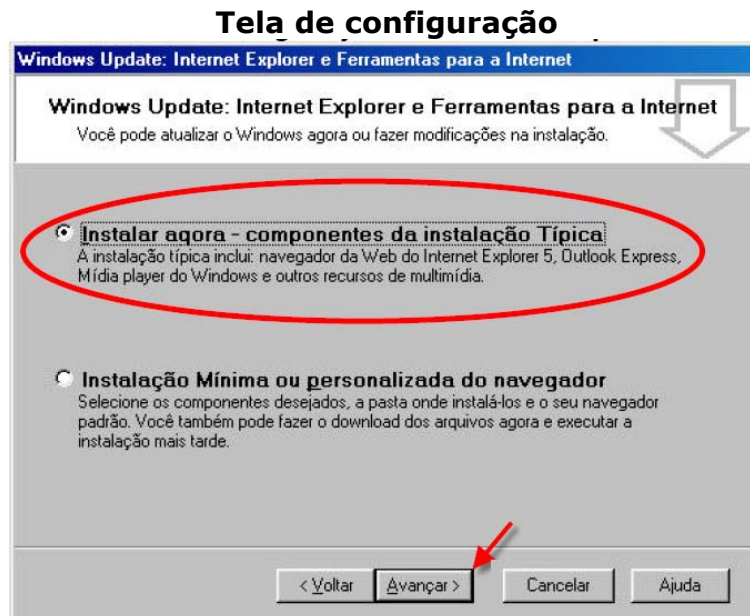 Tela de configuração
Windows Update: Internet Explorer e Ferramentas para a Internet
Windows Update: Internet Explorer e Ferramentas para a Internet
Você pode atualizar o Windows agora ou fazer modificações na instalação.
Instalar agora - componentes da instalação Típica
A instalação típica inclui: navegador da Web do Internet Explorer 5, Outlook Express,
Mídia player do Windows e outros recursos de multimídia.
Instalação Mínima ou personalizada do navegador
Selecione os componentes desejados, a pasta onde instalá-los e o seu navegador
padrão. Você também pode fazer o download dos arquivos agora e executar a
instalação mais tarde.
< Voltar Avançar > Cancelar Ajuda